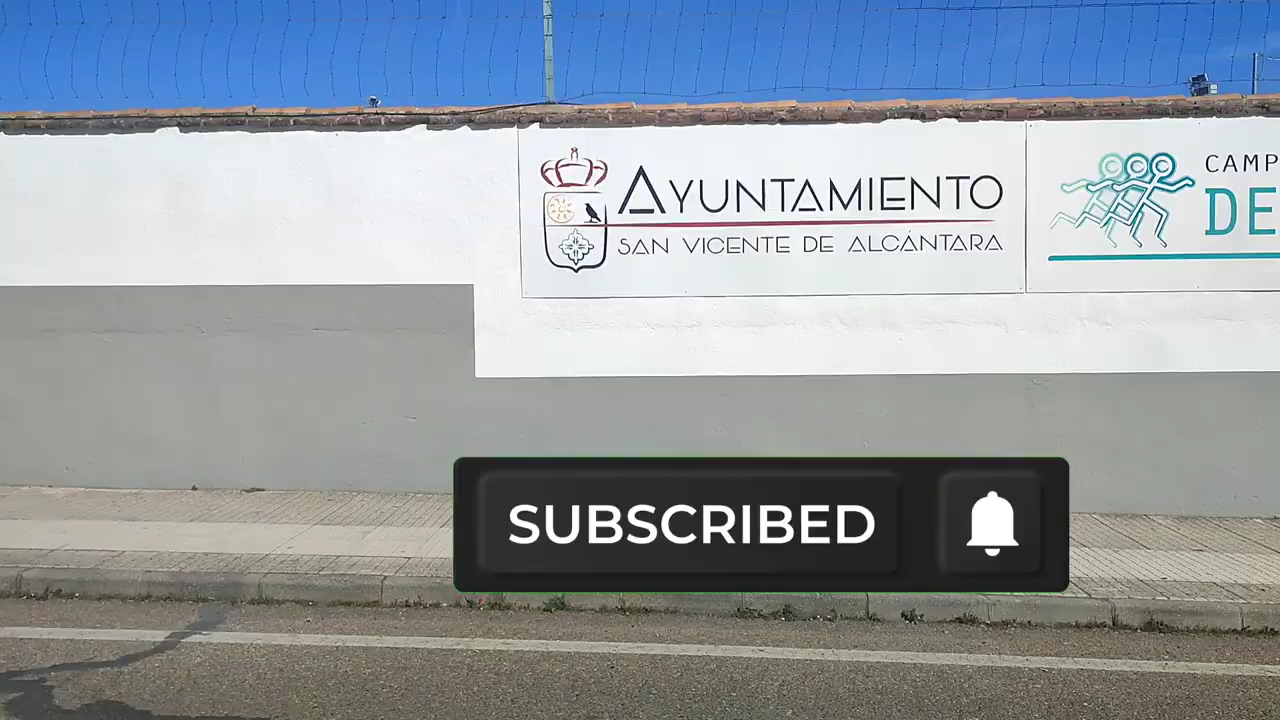 AYUNTAMIENTO
SAN VICENTE DE ALCÁNTARA
CAMP
DE
SUBSCRIBED